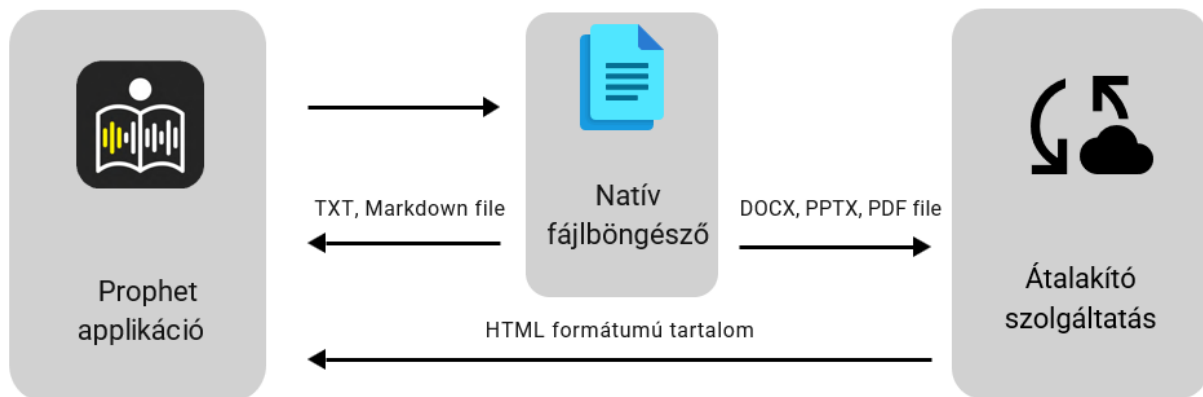 TXT, Markdown file
Natív
fájlböngésző
DOCX, PPTX, PDF file
Prophet
applikáció
Átalakító
szolgáltatás
HTML formátumú tartalom